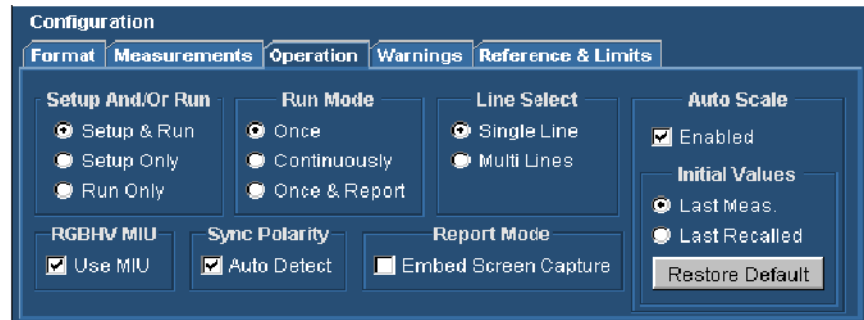 Configuration
Format Measurements Operation Warnings Reference & Limits
Setup And/Or Run
Setup & Run
Setup Only
Run Only
Run Mode
Once
Continuously
Once & Report
Line Select
Single Line
Multi Lines
Auto Scale
Enabled
Initial Values
Last Meas.
Last Recalled
Restore Default
RGBHV MIU
Use MIU
Sync Polarity
Auto Detect
Report Mode
Embed Screen Capture